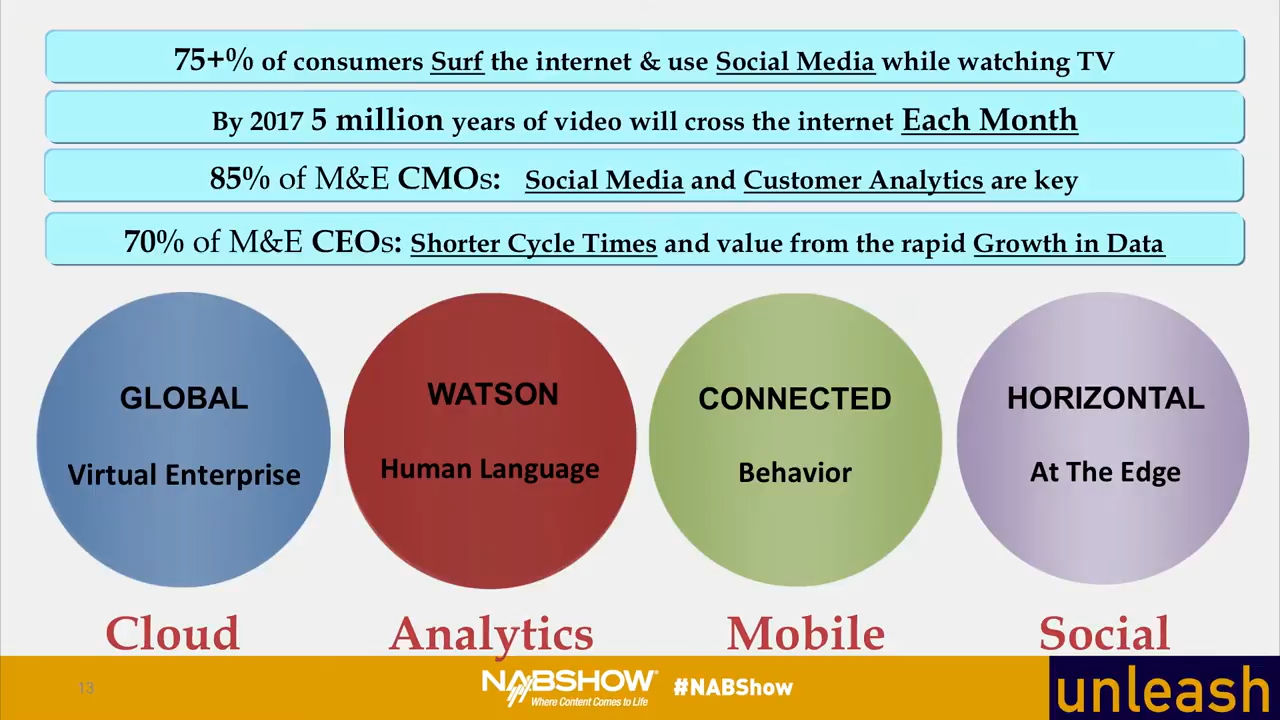 75+% of consumers Surf the internet & use Social Media while watching TV
By 2017 5 million years of video will cross the internet Each Month
85% of M&E CMOs: Social Media and Customer Analytics are key
70% of M&E CEOs: Shorter Cycle Times and value from the rapid Growth in Data
GLOBAL
Virtual Enterprise
WATSON
Human Language
CONNECTED
Behavior
HORIZONTAL
At The Edge
Cloud
Analytics
Mobile
Social
13
NABSHOW®
Where Content Comes to Life
#NABShow
unleash